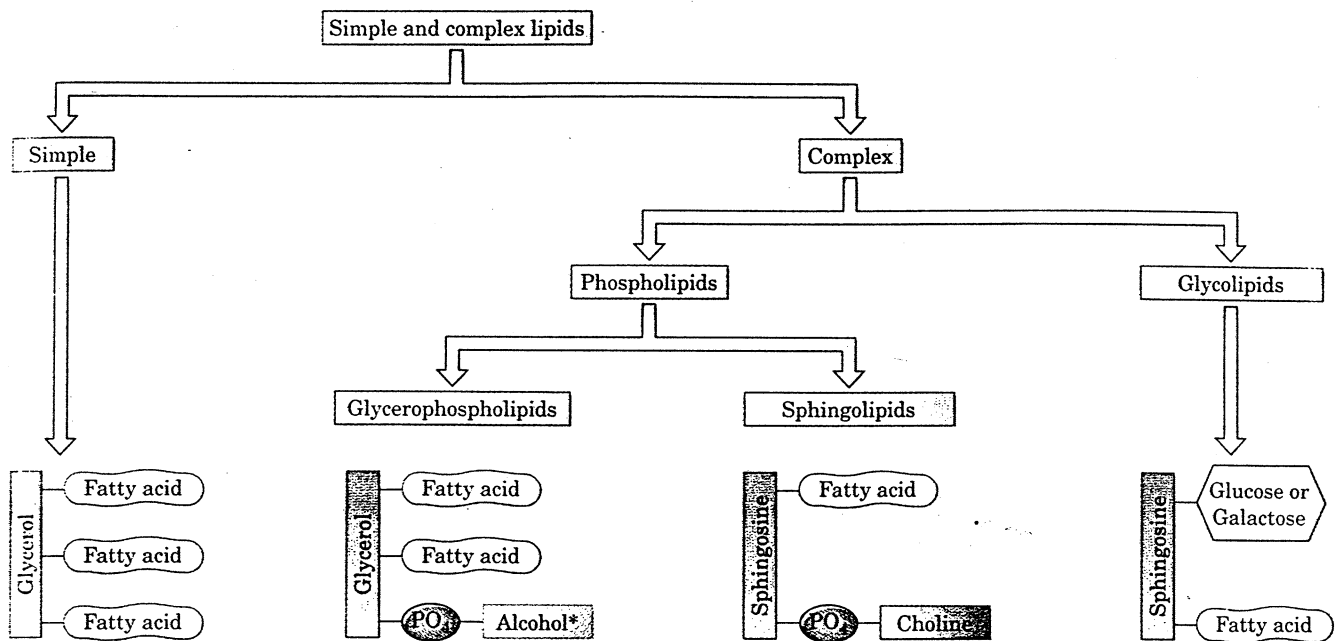 Simple and complex lipids
Simple
Complex
Phospholipids
Glycolipids
Glycerophospholipids
Sphingolipids
Glycerol
Fatty acid
Fatty acid
Fatty acid
Glycerol
Fatty acid
Fatty acid
PO₄
Alcohol*
Sphingosine
Fatty acid
PO₄
Choline
Sphingosine
Glucose or
Galactose
Fatty acid